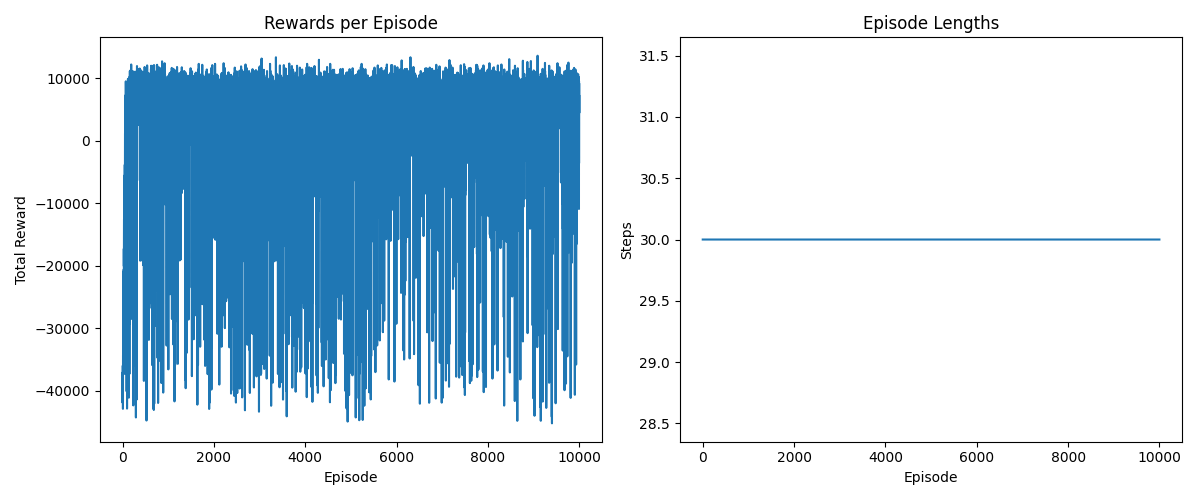 Rewards per Episode
10000
0
−10000
−20000
−30000
−40000
Total Reward
0 2000 4000 6000 8000 10000
Episode
Episode Lengths
31.5
31.0
30.5
30.0
29.5
29.0
28.5
Steps
0 2000 4000 6000 8000 10000
Episode